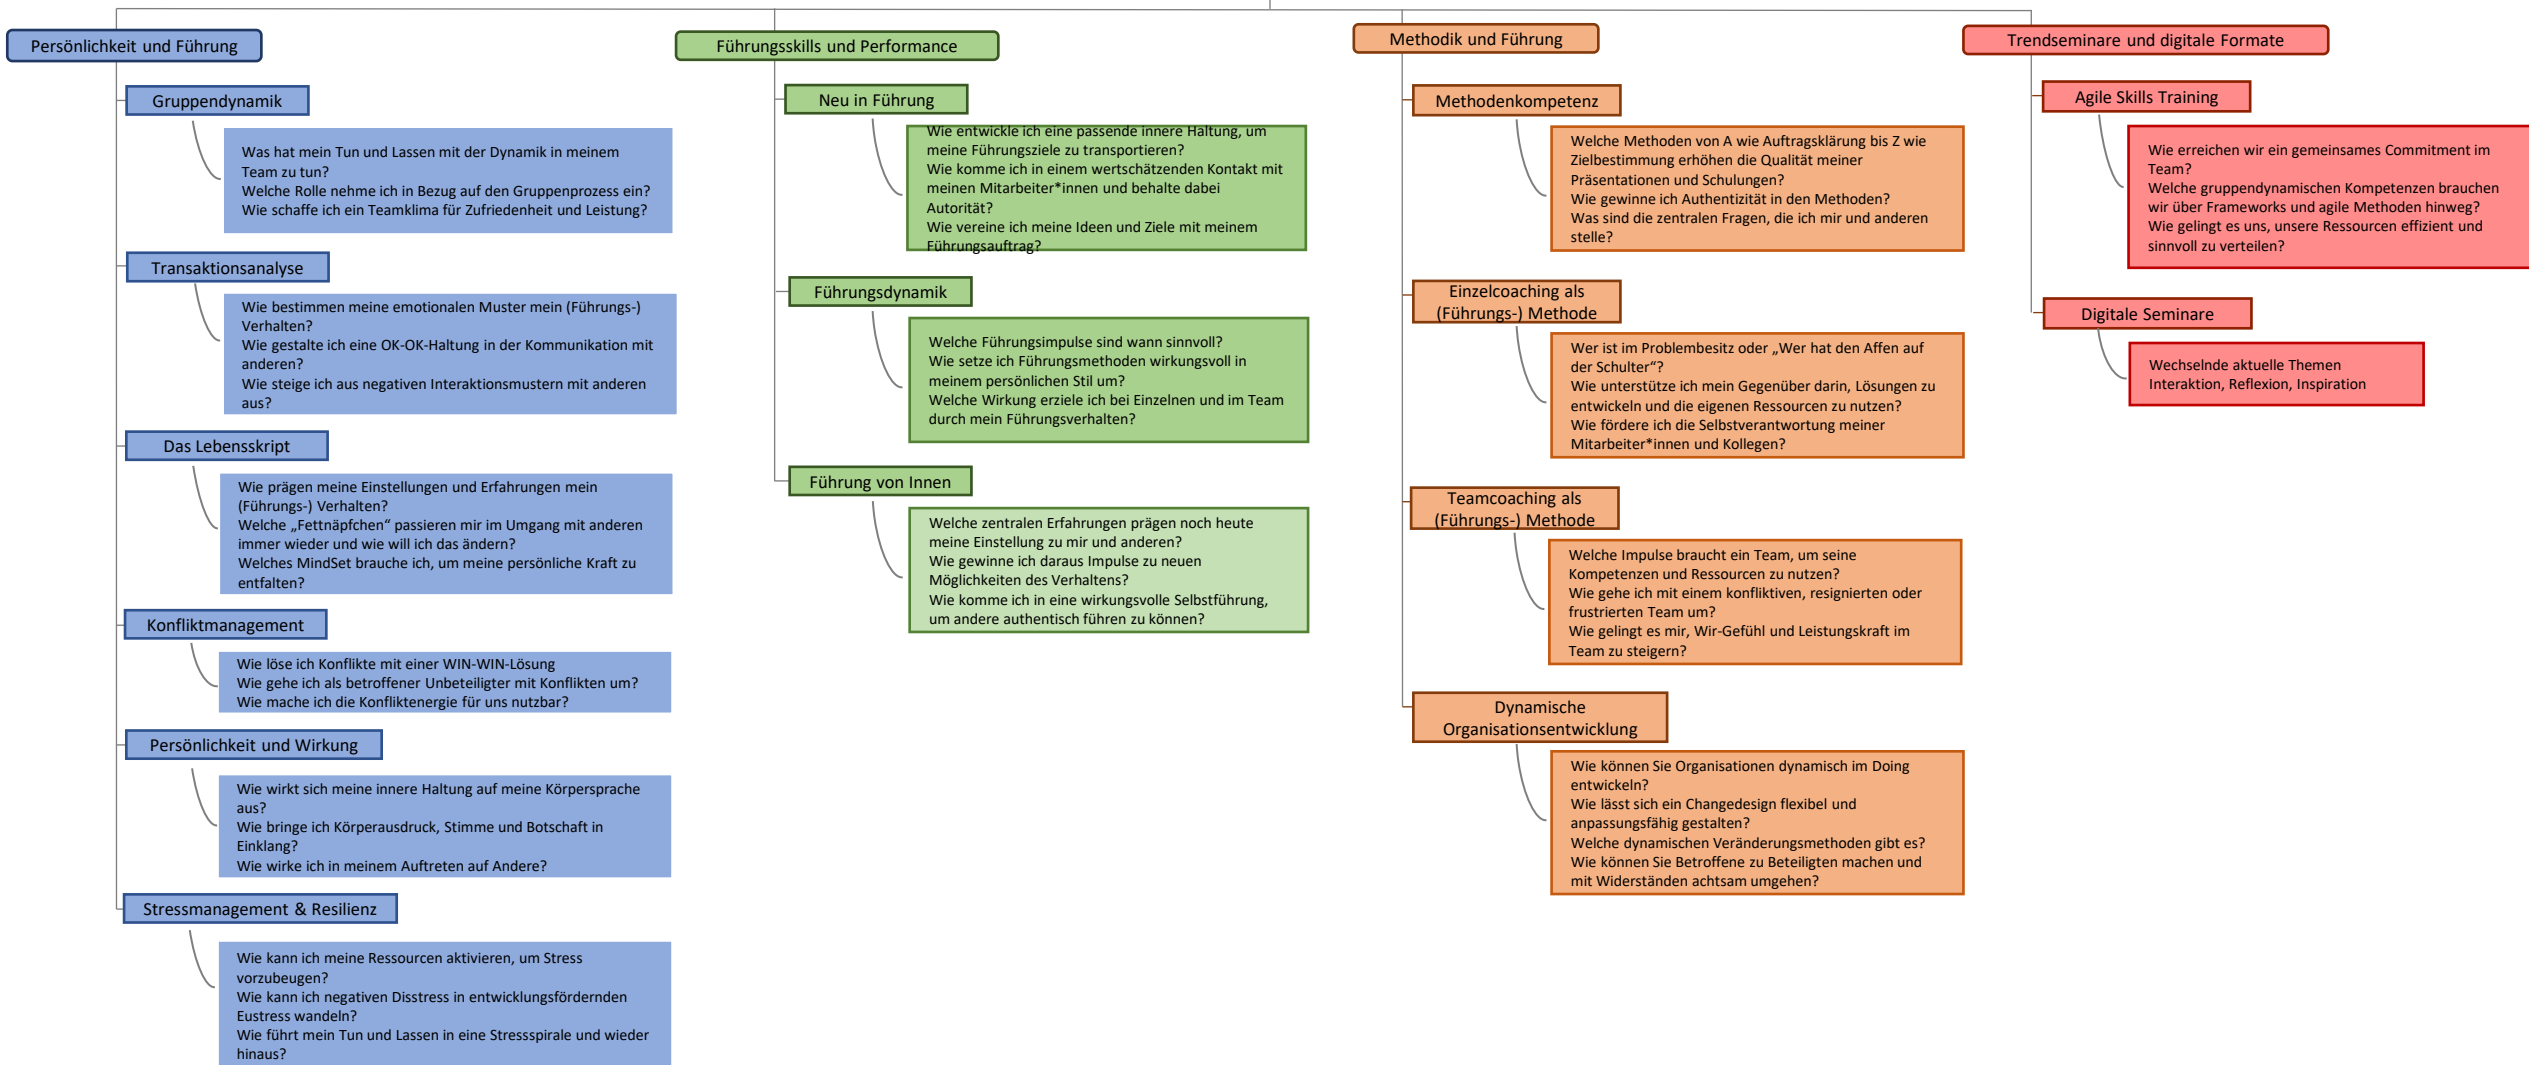 Persönlichkeit und Führung
Gruppendynamik
Was hat mein Tun und Lassen mit der Dynamik in meinem
Team zu tun?
Welche Rolle nehme ich in Bezug auf den Gruppenprozess ein?
Wie schaffe ich ein Teamklima für Zufriedenheit und Leistung?
Transaktionsanalyse
Wie bestimmen meine emotionalen Muster mein (Führungs-)
Verhalten?
Wie gestalte ich eine OK-OK-Haltung in der Kommunikation mit
anderen?
Wie steige ich aus negativen Interaktionsmustern mit anderen
aus?
Das Lebensskript
Wie prägen meine Einstellungen und Erfahrungen mein
(Führungs-) Verhalten?
Welche „Fettnäpfchen“ passieren mir im Umgang mit anderen
immer wieder und wie will ich das ändern?
Welches MindSet brauche ich, um meine persönliche Kraft zu
entfalten?
Konfliktmanagement
Wie löse ich Konflikte mit einer WIN-WIN-Lösung
Wie gehe ich als betroffener Unbeteiligter mit Konflikten um?
Wie mache ich die Konfliktenergie für uns nutzbar?
Persönlichkeit und Wirkung
Wie wirkt sich meine innere Haltung auf meine Körpersprache
aus?
Wie bringe ich Körperausdruck, Stimme und Botschaft in
Einklang?
Wie wirke ich in meinem Auftreten auf Andere?
Stressmanagement & Resilienz
Wie kann ich meine Ressourcen aktivieren, um Stress
vorzubeugen?
Wie kann ich negativen Disstress in entwicklungsfördernden
Eustress wandeln?
Wie führt mein Tun und Lassen in eine Stressspirale und wieder
hinaus?
Führungsskills und Performance
Neu in Führung
Wie entwickle ich eine passende innere Haltung, um
meine Führungsziele zu transportieren?
Wie komme ich in einem wertschätzenden Kontakt mit
meinen Mitarbeiter*innen und behalte dabei
Autorität?
Wie vereine ich meine Ideen und Ziele mit meinem
Führungsauftrag?
Führungsdynamik
Welche Führungsimpulse sind wann sinnvoll?
Wie setze ich Führungsmethoden wirkungsvoll in
meinem persönlichen Stil um?
Welche Wirkung erziele ich bei Einzelnen und im Team
durch mein Führungsverhalten?
Führung von Innen
Welche zentralen Erfahrungen prägen noch heute
meine Einstellung zu mir und anderen?
Wie gewinne ich daraus Impulse zu neuen
Möglichkeiten des Verhaltens?
Wie komme ich in eine wirkungsvolle Selbstführung,
um andere authentisch führen zu können?
Methodik und Führung
Methodenkompetenz
Welche Methoden von A wie Auftragsklärung bis Z wie
Zielbestimmung erhöhen die Qualität meiner
Präsentationen und Schulungen?
Wie gewinne ich Authentizität in den Methoden?
Was sind die zentralen Fragen, die ich mir und anderen
stelle?
Einzelcoaching als
(Führungs-) Methode
Wer ist im Problembesitz oder „Wer hat den Affen auf
der Schulter“?
Wie unterstütze ich mein Gegenüber darin, Lösungen zu
entwickeln und die eigenen Ressourcen zu nutzen?
Wie fördere ich die Selbstverantwortung meiner
Mitarbeiter*innen und Kollegen?
Teamcoaching als
(Führungs-) Methode
Welche Impulse braucht ein Team, um seine
Kompetenzen und Ressourcen zu nutzen?
Wie gehe ich mit einem konfliktiven, resignierten oder
frustrierten Team um?
Wie gelingt es mir, Wir-Gefühl und Leistungskraft im
Team zu steigern?
Dynamische
Organisationsentwicklung
Wie können Sie Organisationen dynamisch im Doing
entwickeln?
Wie lässt sich ein Changedesign flexibel und
anpassungsfähig gestalten?
Welche dynamischen Veränderungsmethoden gibt es?
Wie können Sie Betroffene zu Beteiligten machen und
mit Widerständen achtsam umgehen?
Trendseminare und digitale Formate
Agile Skills Training
Wie erreichen wir ein gemeinsames Commitment im
Team?
Welche gruppendynamischen Kompetenzen brauchen
wir über Frameworks und agile Methoden hinweg?
Wie gelingt es uns, unsere Ressourcen effizient und
sinnvoll zu verteilen?
Digitale Seminare
Wechselnde aktuelle Themen
Interaktion, Reflexion, Inspiration